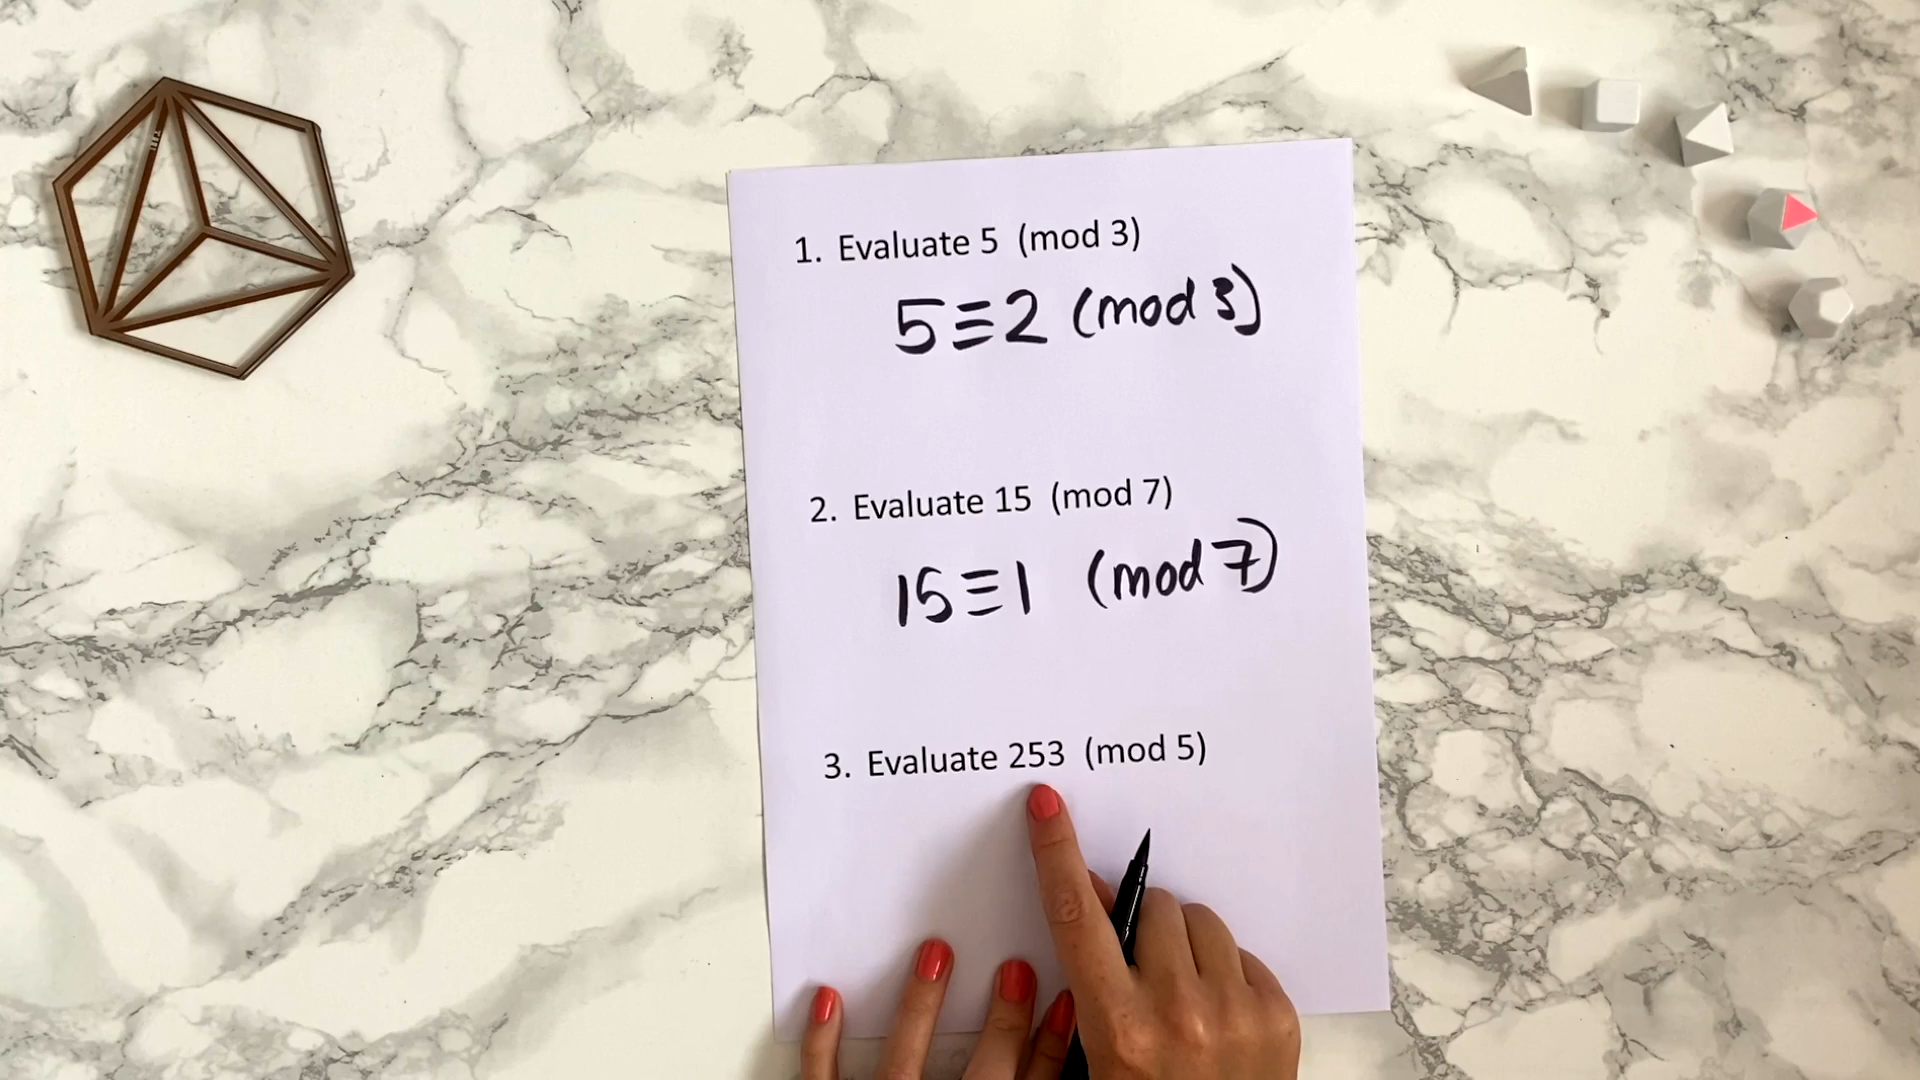 1. Evaluate 5 (mod 3)
5≡2 (mod 3)
2. Evaluate 15 (mod 7)
15≡1 (mod 7)
3. Evaluate 253 (mod 5)